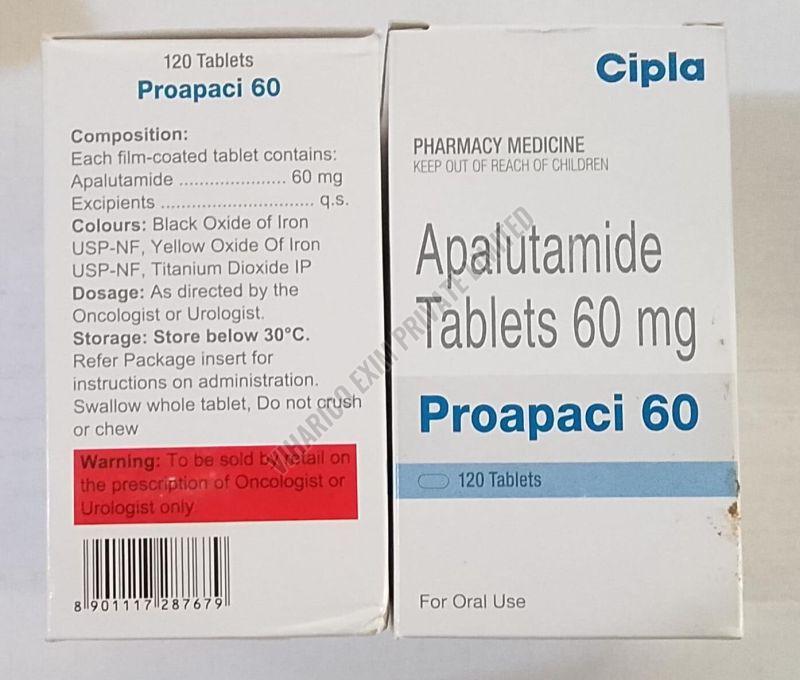 120 Tablets
Proapaci 60
Composition:
Each film-coated tablet contains:
Apalutamide ..................... 60 mg
Excipients .............................. q.s.
Colours: Black Oxide of Iron
USP-NF, Yellow Oxide Of Iron
USP-NF, Titanium Dioxide IP
Dosage: As directed by the
Oncologist or Urologist.
Storage: Store below 30°C.
Refer Package insert for
instructions on administration.
Swallow whole tablet, Do not crush
or chew
Warning: To be sold by retail on
the prescription of Oncologist or
Urologist only
8 901117 287679
Cipla
PHARMACY MEDICINE
KEEP OUT OF REACH OF CHILDREN
Apalutamide
Tablets 60 mg
Proapaci 60
120 Tablets
For Oral Use
EXIM PRIVATE LIMITED